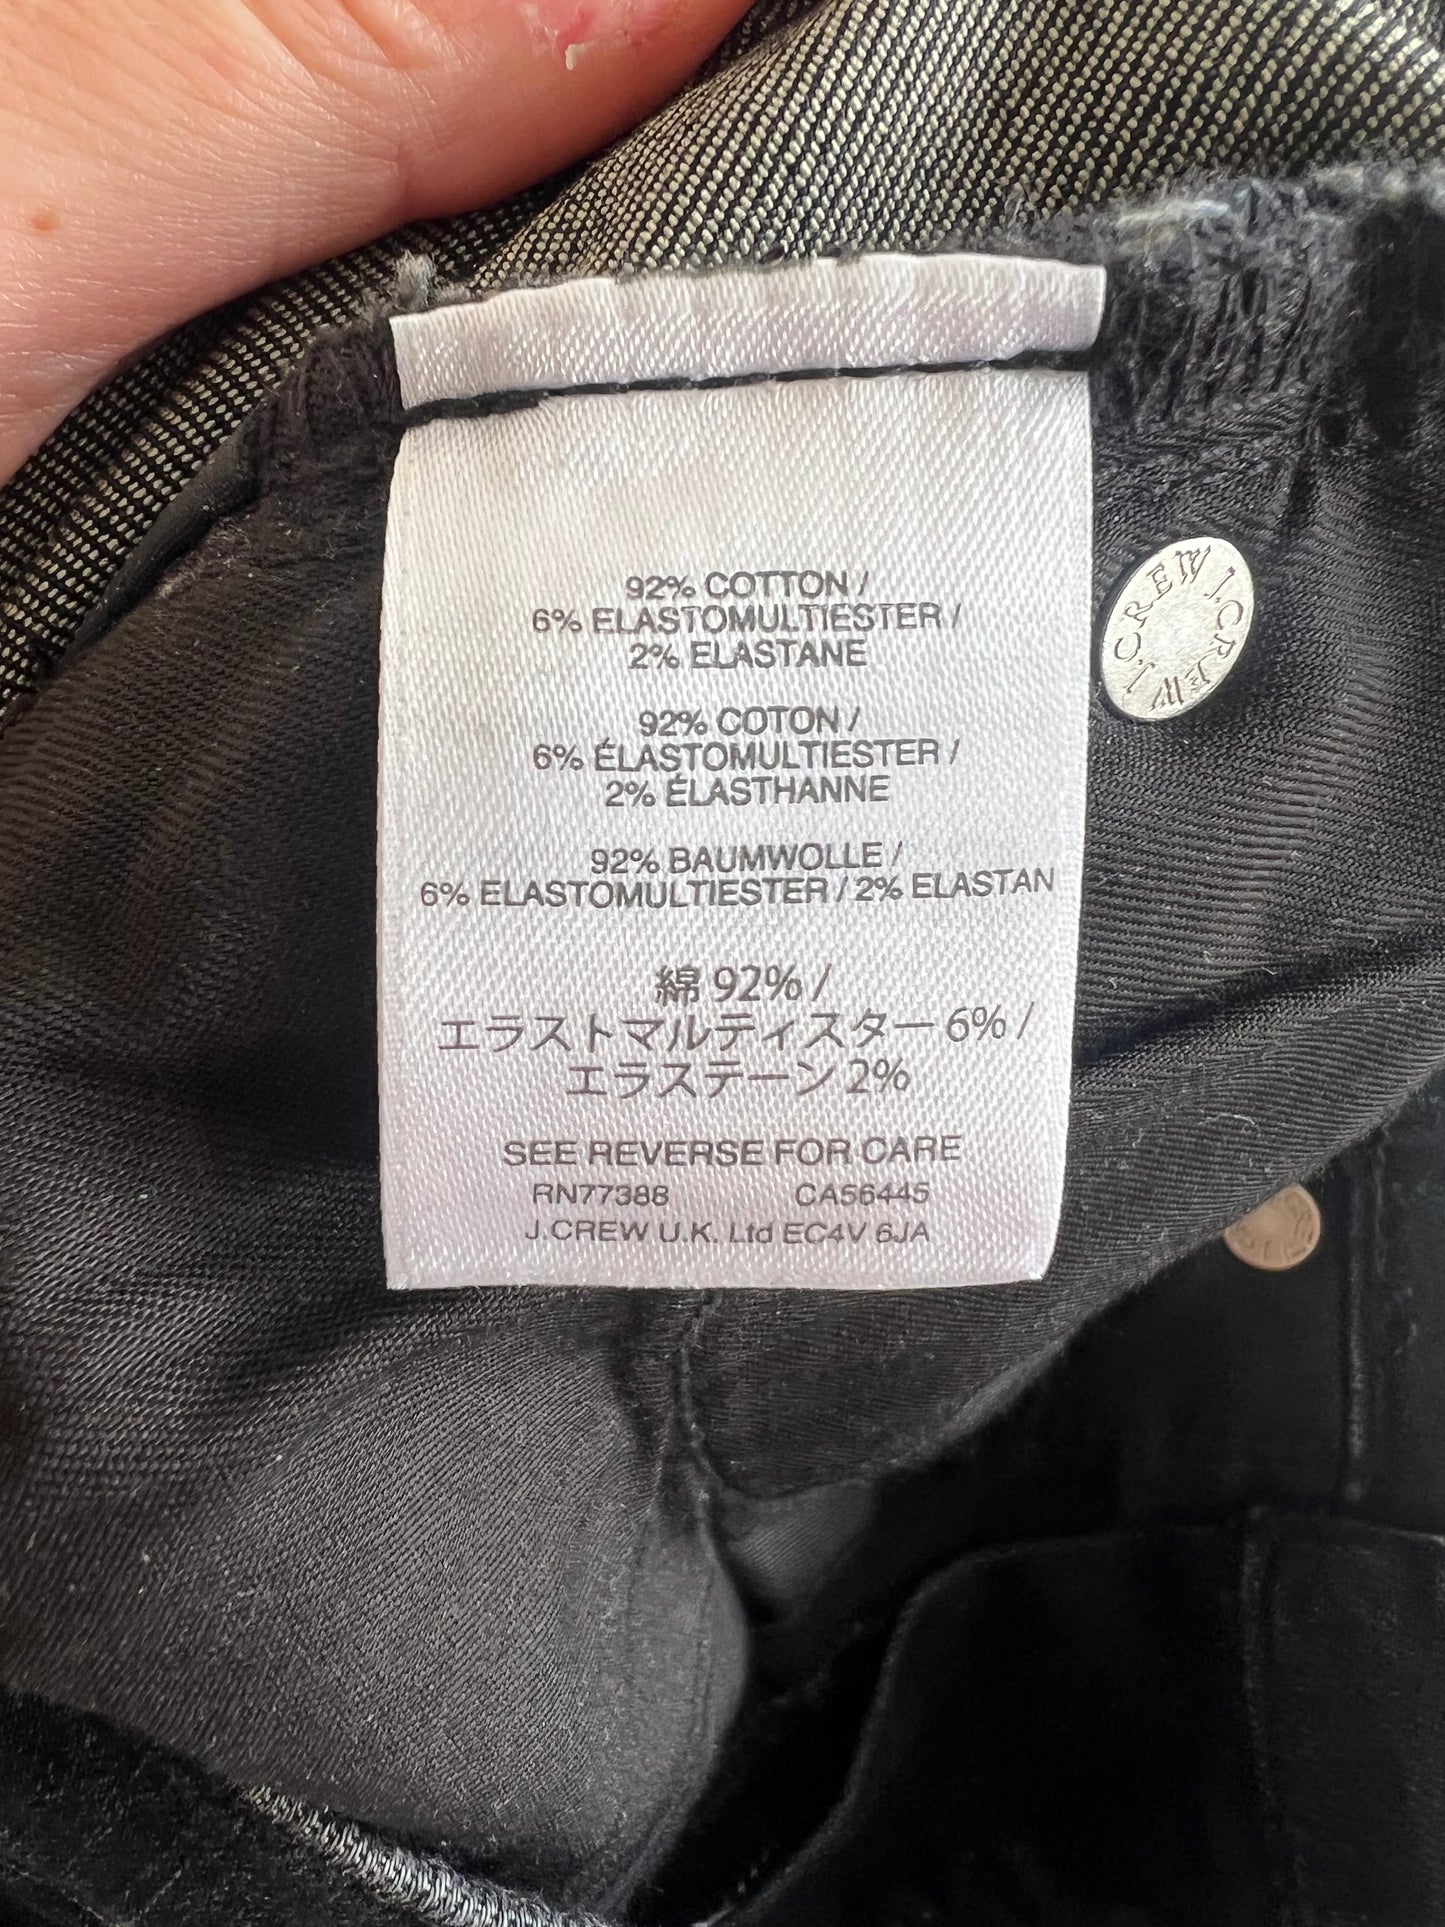 92% COTTON /
6% ELASTOMULTIESTER /
2% ELASTANE
92% COTON /
6% ÉLASTOMULTIESTER /
2% ÉLASTHANNE
92% BAUMWOLLE /
6% ELASTOMULTIESTER / 2% ELASTAN
綿 92% /
エラストマルティスター 6% /
エラステーン 2%
SEE REVERSE FOR CARE
RN77388 CA56445
J.CREW U.K. Ltd EC4V 6JA
J.CREW J.CREW